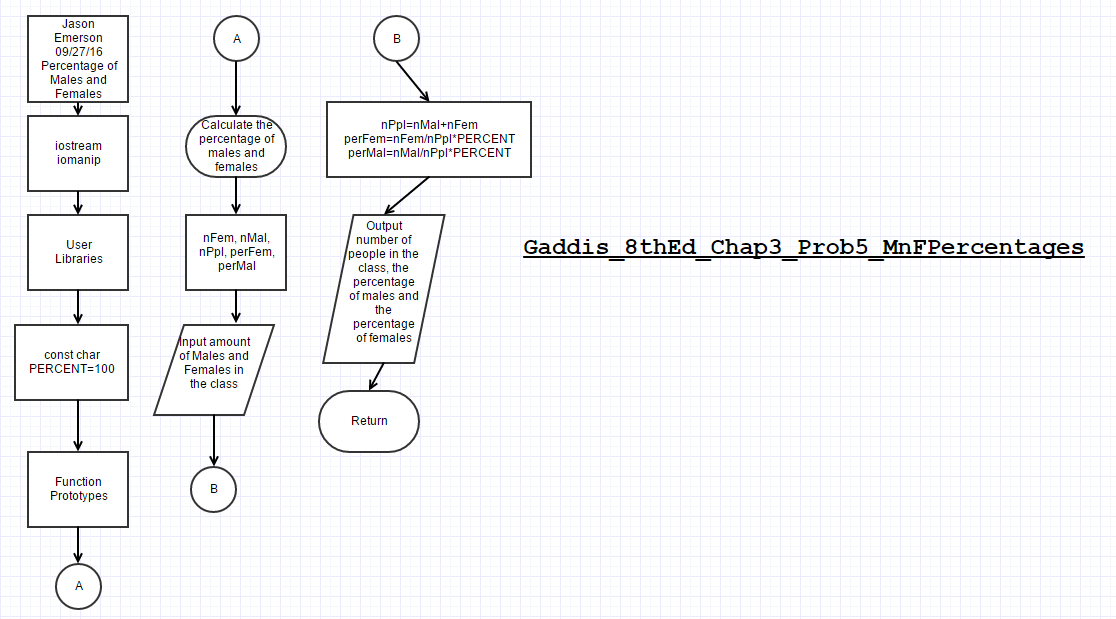 Jason
Emerson
09/27/16
Percentage of
Males and
Females
iostream
iomanip
User
Libraries
const char
PERCENT=100
Function
Prototypes
A
A
Calculate the
percentage of
males and
females
nFem, nMal,
nPpl, perFem,
perMal
Input amount
of Males and
Females in
the class
B
B
nPpl=nMal+nFem
perFem=nFem/nPpl*PERCENT
perMal=nMal/nPpl*PERCENT
Output
number of
people in the
class, the
percentage
of males and
the
percentage
of females
Return
Gaddis_8thEd_Chap3_Prob5_MnFPercentages